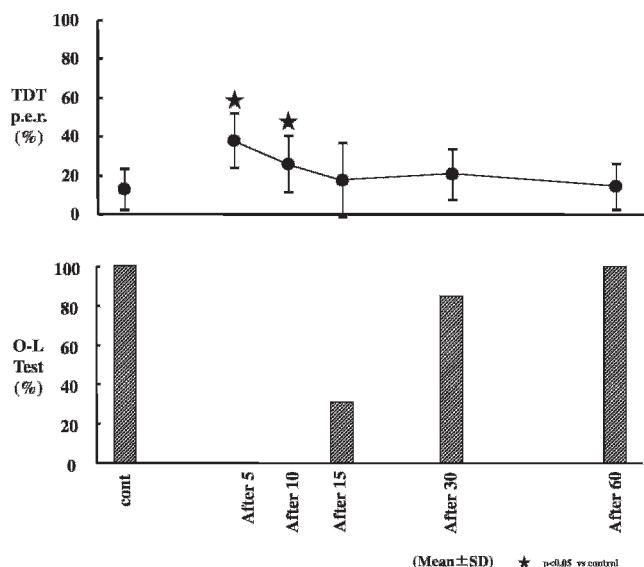 100
80
TDT
60
p.e.r.
40
(%)
20
0
100
80
O-L
60
Test
40
(%)
20
0
cont
After 5
After 10
After 15
After 30
After 60
(Mean±SD) ★ p<0.05 vs control